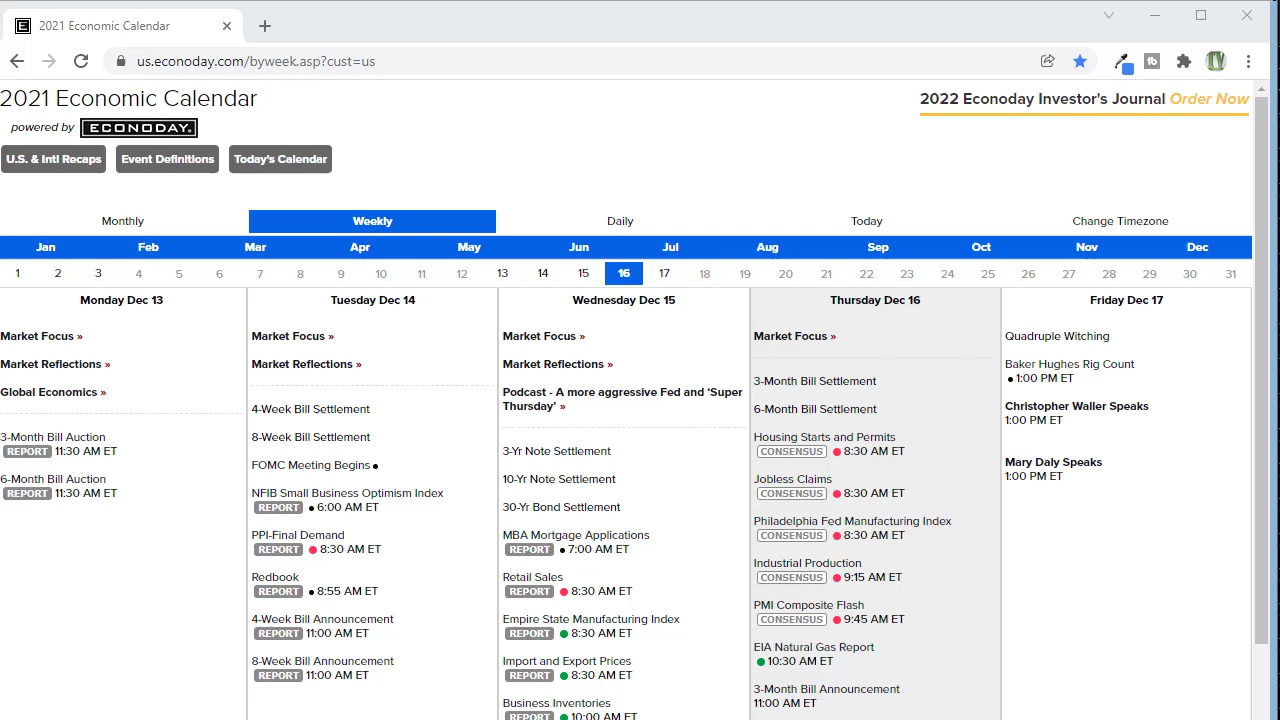 2021 Economic Calendar
us.econoday.com/byweek.asp?cust=us
2021 Economic Calendar
2022 Econoday Investor's Journal Order Now
powered by ECONODAY
U.S. & Intl Recaps Event Definitions Today's Calendar
Monthly Weekly Daily Today Change Timezone
Jan Feb Mar Apr May Jun Jul Aug Sep Oct Nov Dec
1 2 3 4 5 6 7 8 9 10 11 12 13 14 15 16 17 18 19 20 21 22 23 24 25 26 27 28 29 30 31
Monday Dec 13
Market Focus »
Market Reflections »
Global Economics »
3-Month Bill Auction
REPORT 11:30 AM ET
6-Month Bill Auction
REPORT 11:30 AM ET
Tuesday Dec 14
Market Focus »
Market Reflections »
4-Week Bill Settlement
8-Week Bill Settlement
FOMC Meeting Begins
NFIB Small Business Optimism Index
REPORT 6:00 AM ET
PPI-Final Demand
REPORT 8:30 AM ET
Redbook
REPORT 8:55 AM ET
4-Week Bill Announcement
REPORT 11:00 AM ET
8-Week Bill Announcement
REPORT 11:00 AM ET
Wednesday Dec 15
Market Focus »
Market Reflections »
Podcast - A more aggressive Fed and ‘Super
Thursday’ »
3-Yr Note Settlement
10-Yr Note Settlement
30-Yr Bond Settlement
MBA Mortgage Applications
REPORT 7:00 AM ET
Retail Sales
REPORT 8:30 AM ET
Empire State Manufacturing Index
REPORT 8:30 AM ET
Import and Export Prices
REPORT 8:30 AM ET
Business Inventories
REPORT 10:00 AM ET
Thursday Dec 16
Market Focus »
3-Month Bill Settlement
6-Month Bill Settlement
Housing Starts and Permits
CONSENSUS 8:30 AM ET
Jobless Claims
CONSENSUS 8:30 AM ET
Philadelphia Fed Manufacturing Index
CONSENSUS 8:30 AM ET
Industrial Production
CONSENSUS 9:15 AM ET
PMI Composite Flash
CONSENSUS 9:45 AM ET
EIA Natural Gas Report
10:30 AM ET
3-Month Bill Announcement
11:00 AM ET
Friday Dec 17
Quadruple Witching
Baker Hughes Rig Count
1:00 PM ET
Christopher Waller Speaks
1:00 PM ET
Mary Daly Speaks
1:00 PM ET